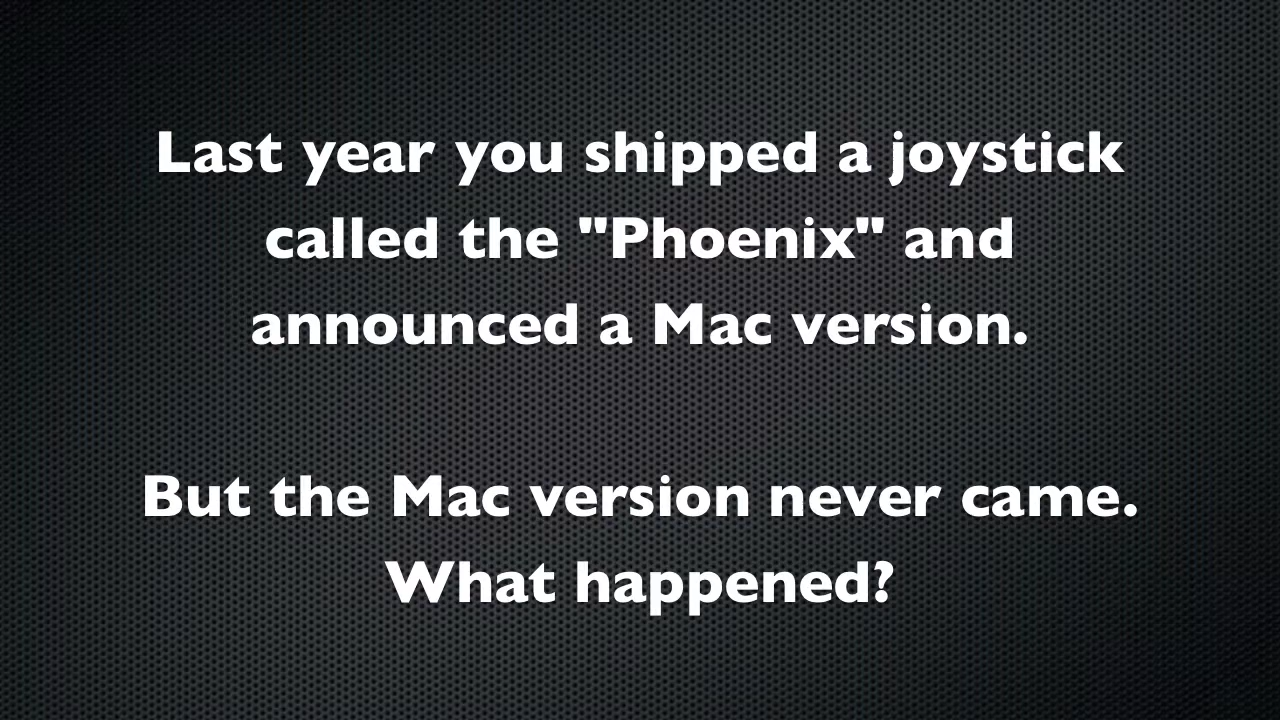 Last year you shipped a joystick
called the "Phoenix" and
announced a Mac version.
But the Mac version never came.
What happened?